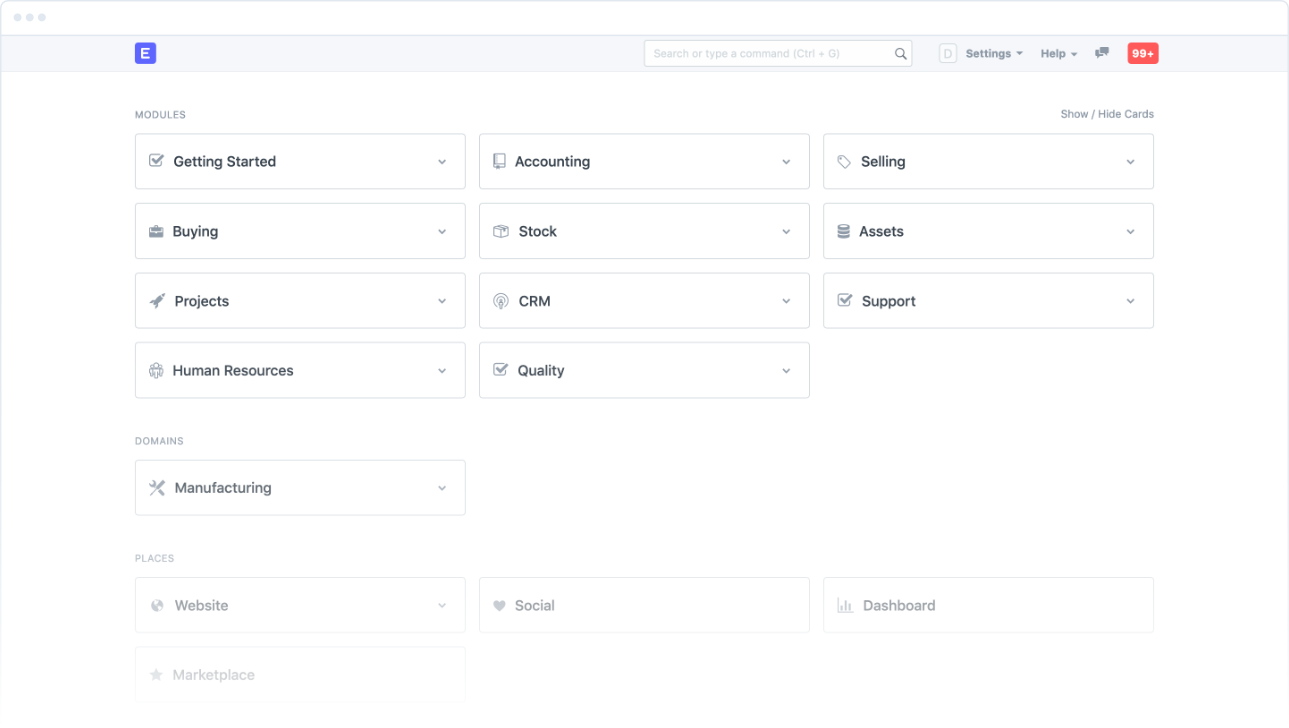 E Search or type a command (Ctrl + G) D Settings Help 99+
MODULES Show / Hide Cards
Getting Started Accounting Selling
Buying Stock Assets
Projects CRM Support
Human Resources Quality
DOMAINS
Manufacturing
PLACES
Website Social Dashboard
Marketplace